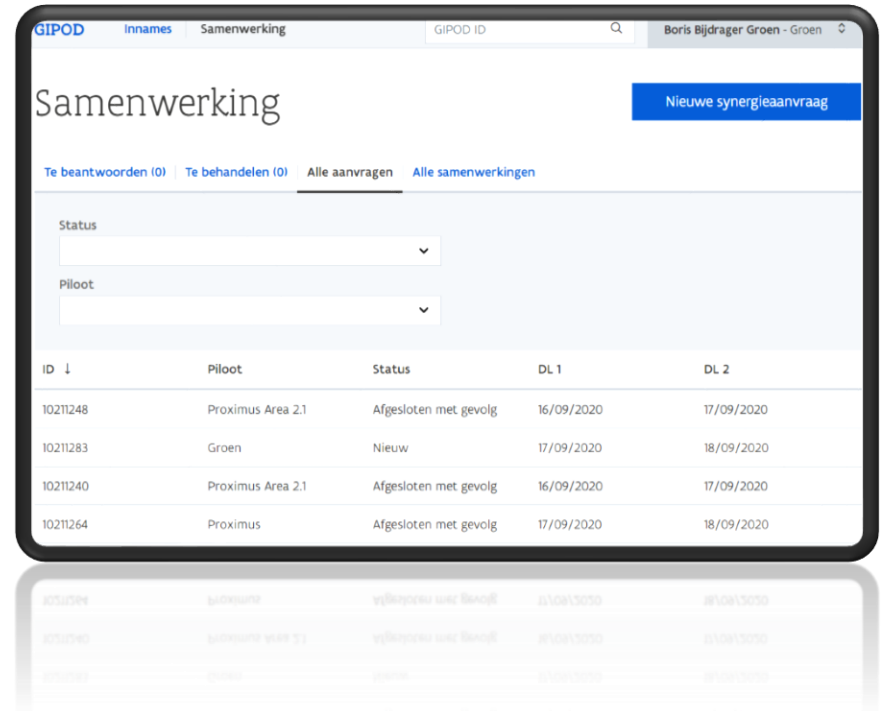 GIPOD Innames Samenwerking GIPOD ID Boris Bijdrager Groen - Groen
Samenwerking
Nieuwe synergieaanvraag
Te beantwoorden (0) Te behandelen (0) Alle aanvragen Alle samenwerkingen
Status
Piloot
ID ↓ Piloot Status DL 1 DL 2
10211248 Proximus Area 2.1 Afgesloten met gevolg 16/09/2020 17/09/2020
10211283 Groen Nieuw 17/09/2020 18/09/2020
10211240 Proximus Area 2.1 Afgesloten met gevolg 16/09/2020 17/09/2020
10211264 Proximus Afgesloten met gevolg 17/09/2020 18/09/2020